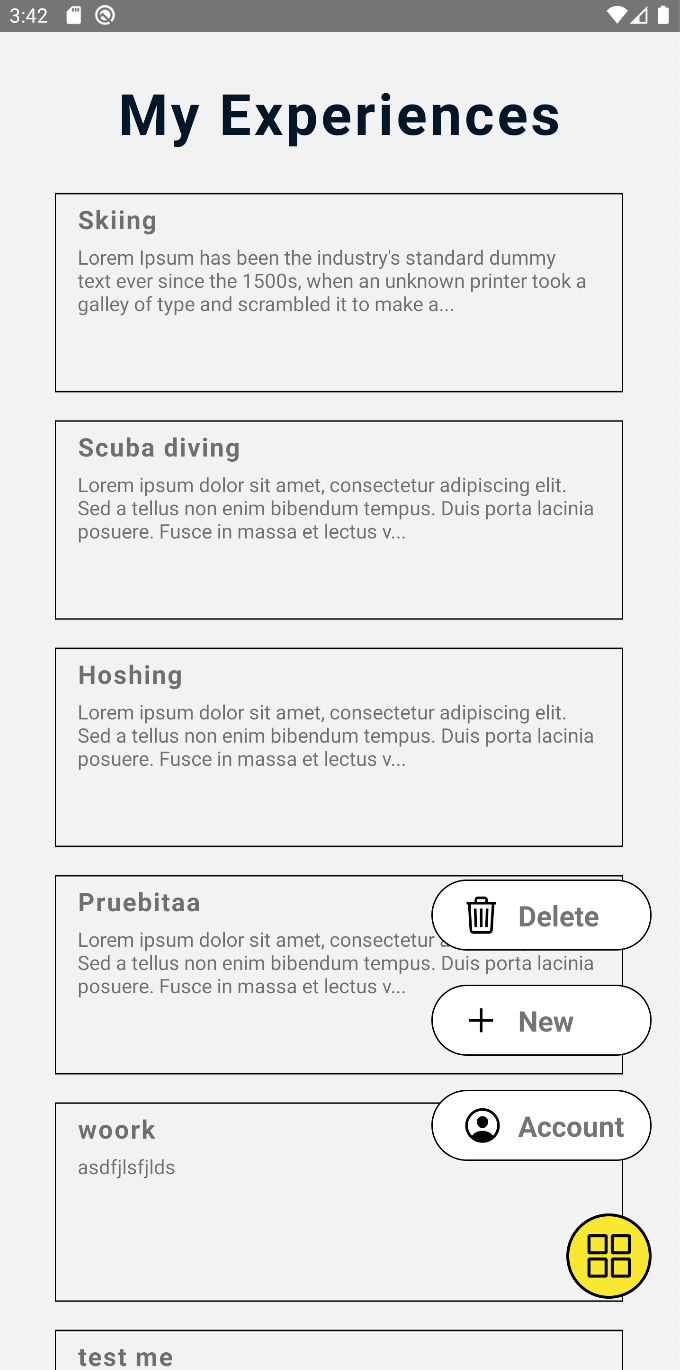 3:42
My Experiences
Skiing
Lorem Ipsum has been the industry's standard dummy
text ever since the 1500s, when an unknown printer took a
galley of type and scrambled it to make a...
Scuba diving
Lorem ipsum dolor sit amet, consectetur adipiscing elit.
Sed a tellus non enim bibendum tempus. Duis porta lacinia
posuere. Fusce in massa et lectus v...
Hoshing
Lorem ipsum dolor sit amet, consectetur adipiscing elit.
Sed a tellus non enim bibendum tempus. Duis porta lacinia
posuere. Fusce in massa et lectus v...
Pruebitaa
Delete
Lorem ipsum dolor sit amet, consectetur
Sed a tellus non enim bibendum tempus. Duis porta lacinia
posuere. Fusce in massa et lectus v...
New
Account
woork
asdfjlsfjlds
test me